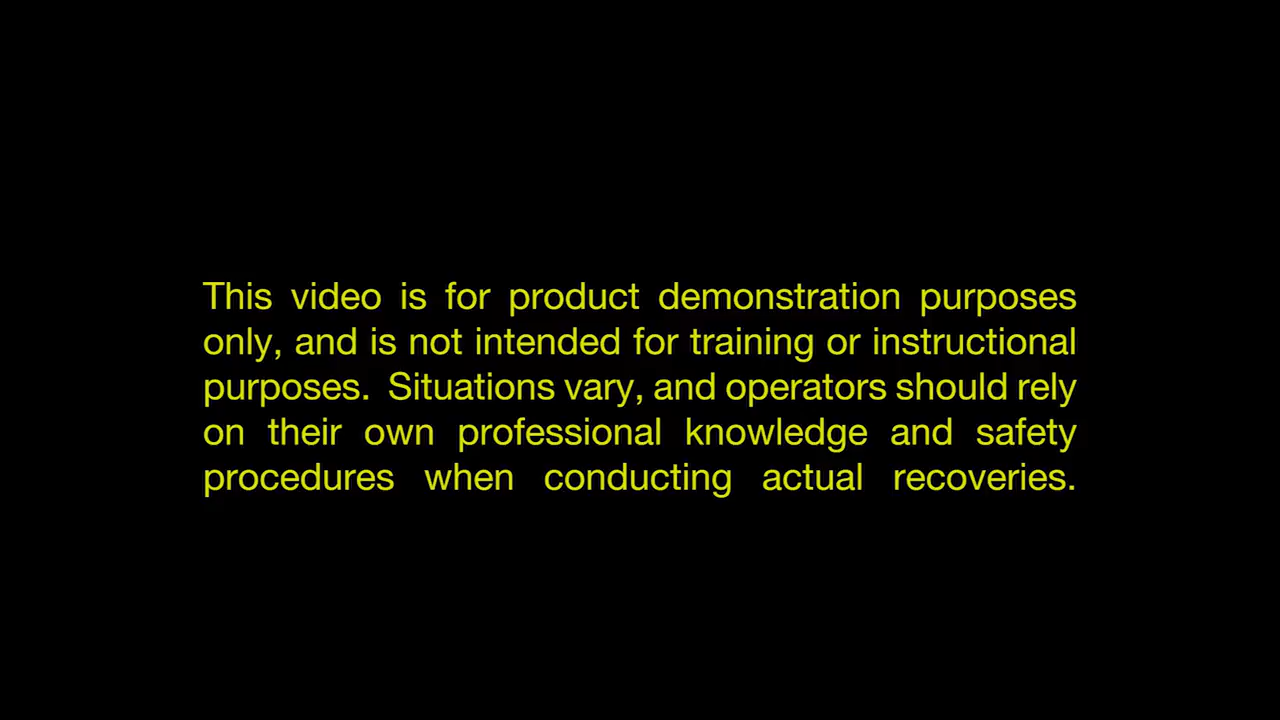 This video is for product demonstration purposes
only, and is not intended for training or instructional
purposes.  Situations vary, and operators should rely
on their own professional knowledge and safety
procedures when conducting actual recoveries.